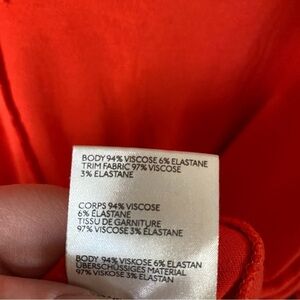 BODY 94% VISCOSE 6% ELASTANE
TRIM FABRIC 97% VISCOSE
3% ELASTANE
CORPS 94% VISCOSE
6% ELASTANE
TISSU DE GARNITURE
97% VISCOSE 3% ELASTANE
BODY 94% VISKOSE 6% ELASTAN
ÜBERSCHÜSSIGES MATERIAL
97% VISKOSE 3% ELASTAN